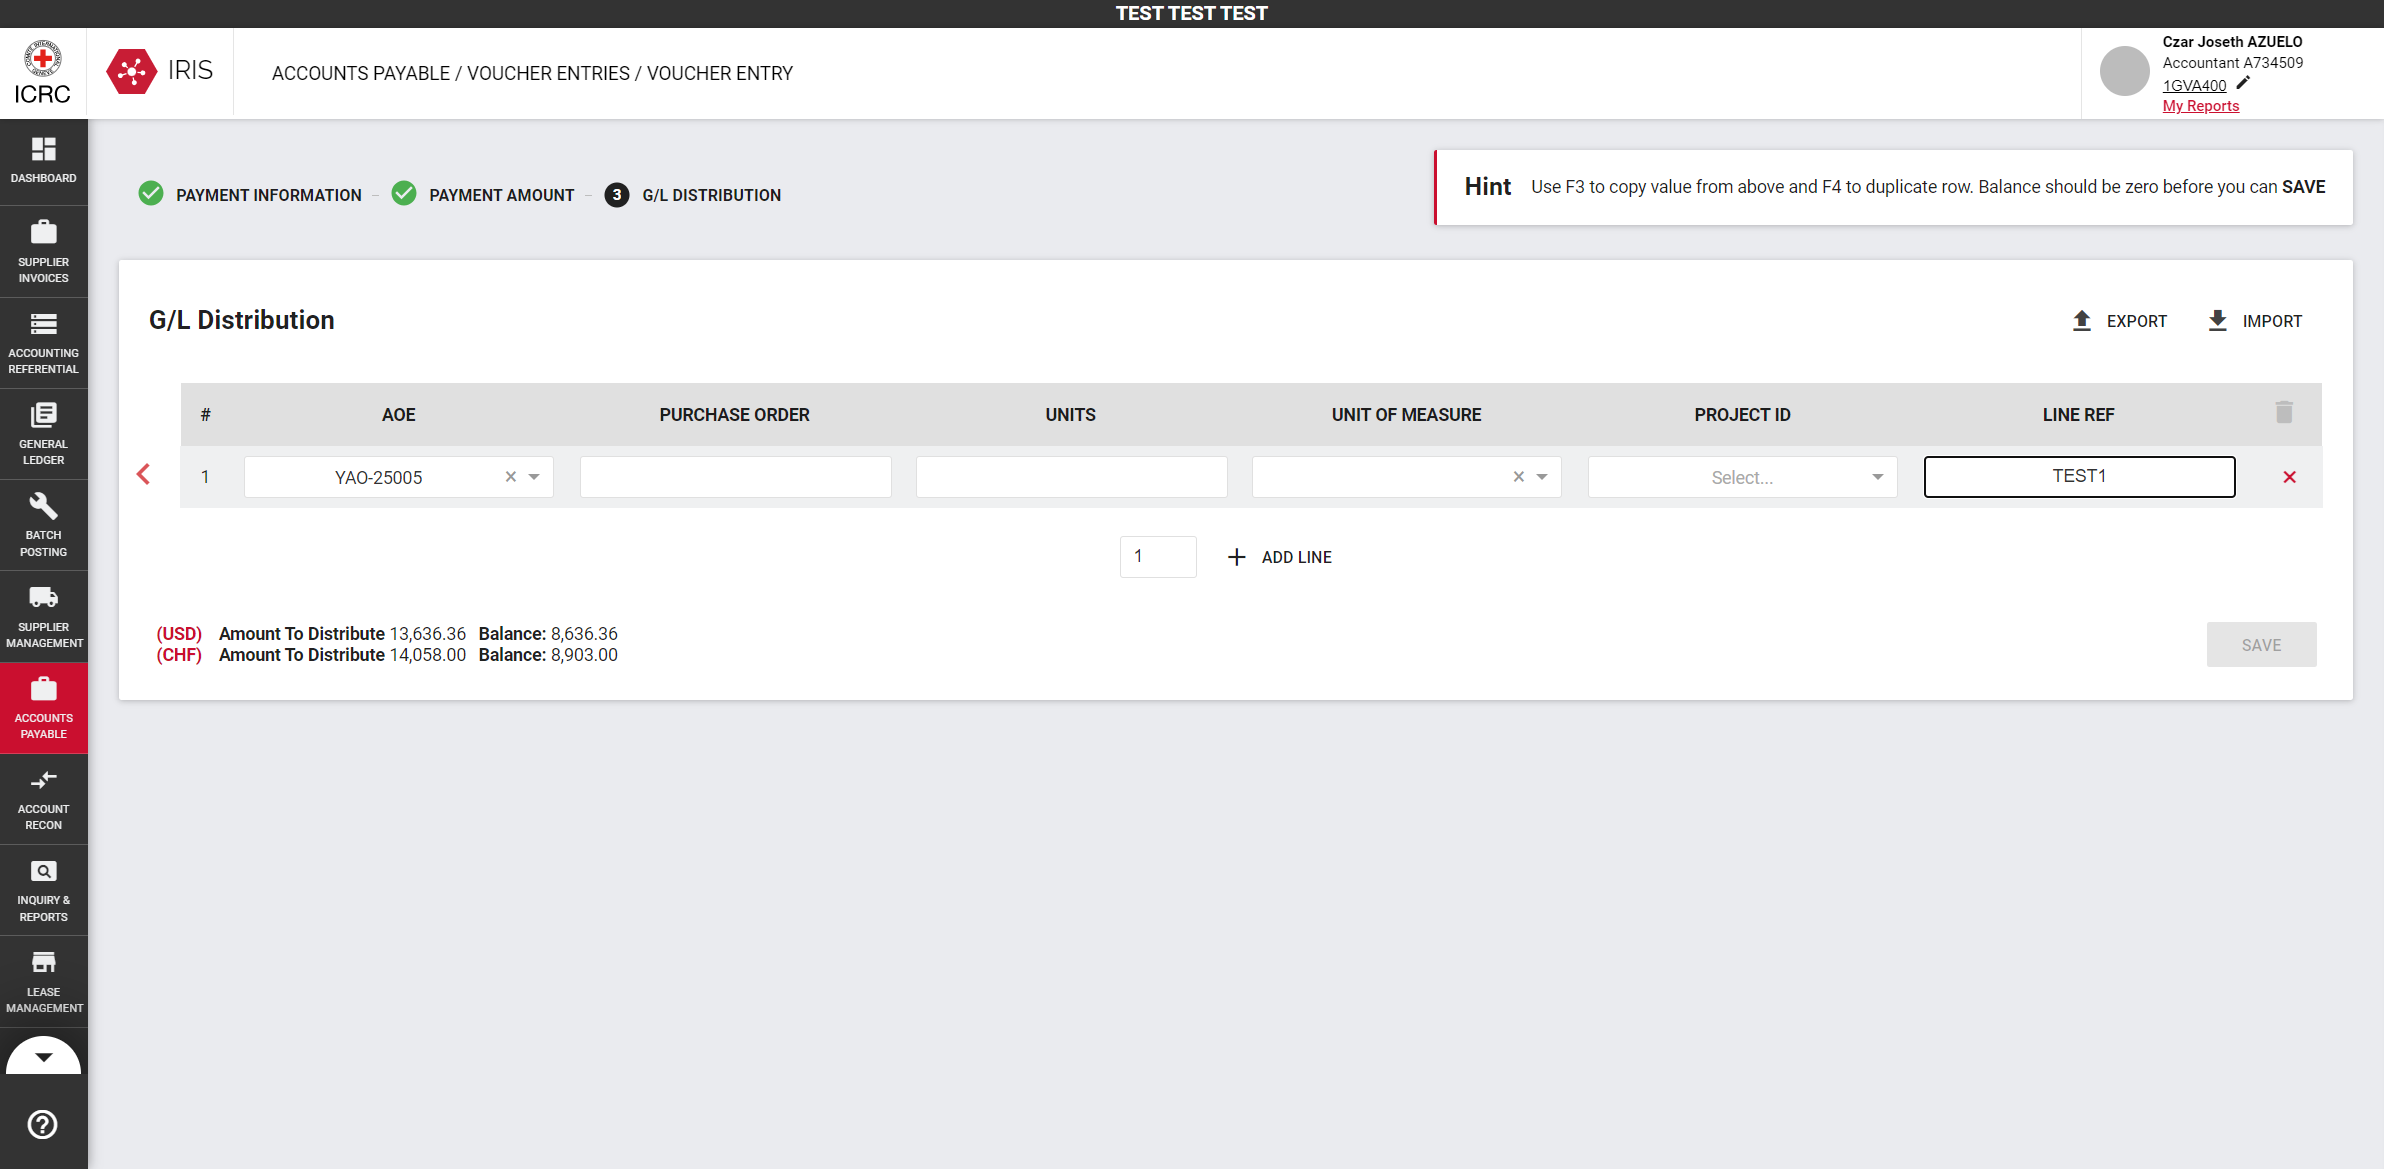 TEST TEST TEST
ICRC
IRIS
ACCOUNTS PAYABLE / VOUCHER ENTRIES / VOUCHER ENTRY
Czar Joseth AZUELO
Accountant A734509
1GVA400
My Reports
DASHBOARD
SUPPLIER
INVOICES
ACCOUNTING
REFERENTIAL
GENERAL
LEDGER
BATCH
POSTING
SUPPLIER
MANAGEMENT
ACCOUNTS
PAYABLE
ACCOUNT
RECON
INQUIRY &
REPORTS
LEASE
MANAGEMENT
PAYMENT INFORMATION
PAYMENT AMOUNT
3 G/L DISTRIBUTION
Hint Use F3 to copy value from above and F4 to duplicate row. Balance should be zero before you can SAVE
G/L Distribution
EXPORT
IMPORT
# AOE PURCHASE ORDER UNITS UNIT OF MEASURE PROJECT ID LINE REF
1 YAO-25005 Select... TEST1
1 ADD LINE
(USD) Amount To Distribute 13,636.36 Balance: 8,636.36
(CHF) Amount To Distribute 14,058.00 Balance: 8,903.00
SAVE